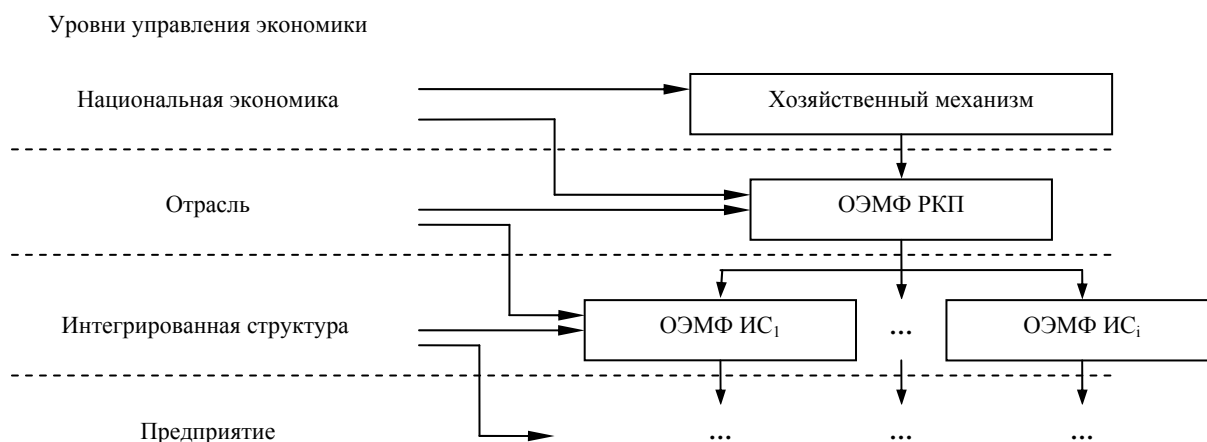 Уровни управления экономики
Национальная экономика
Хозяйственный механизм
Отрасль
ОЭМФ РКП
Интегрированная структура
ОЭМФ ИС₁
...
ОЭМФ ИСᵢ
Предприятие
...
...
...
...